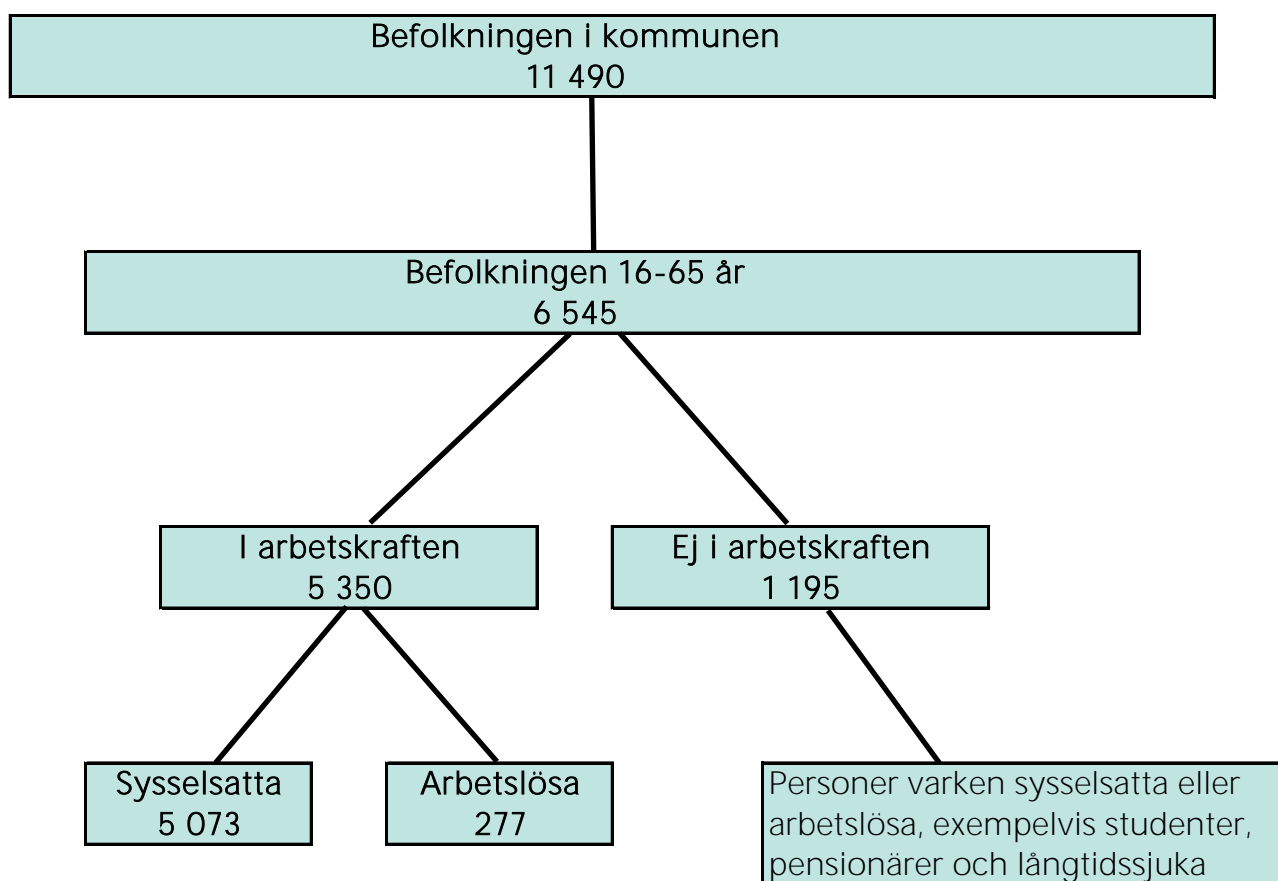 Befolkningen i kommunen
11 490
Befolkningen 16-65 år
6 545
I arbetskraften
5 350
Ej i arbetskraften
1 195
Sysselsatta
5 073
Arbetslösa
277
Personer varken sysselsatta eller
arbetslösa, exempelvis studenter,
pensionärer och långtidssjuka